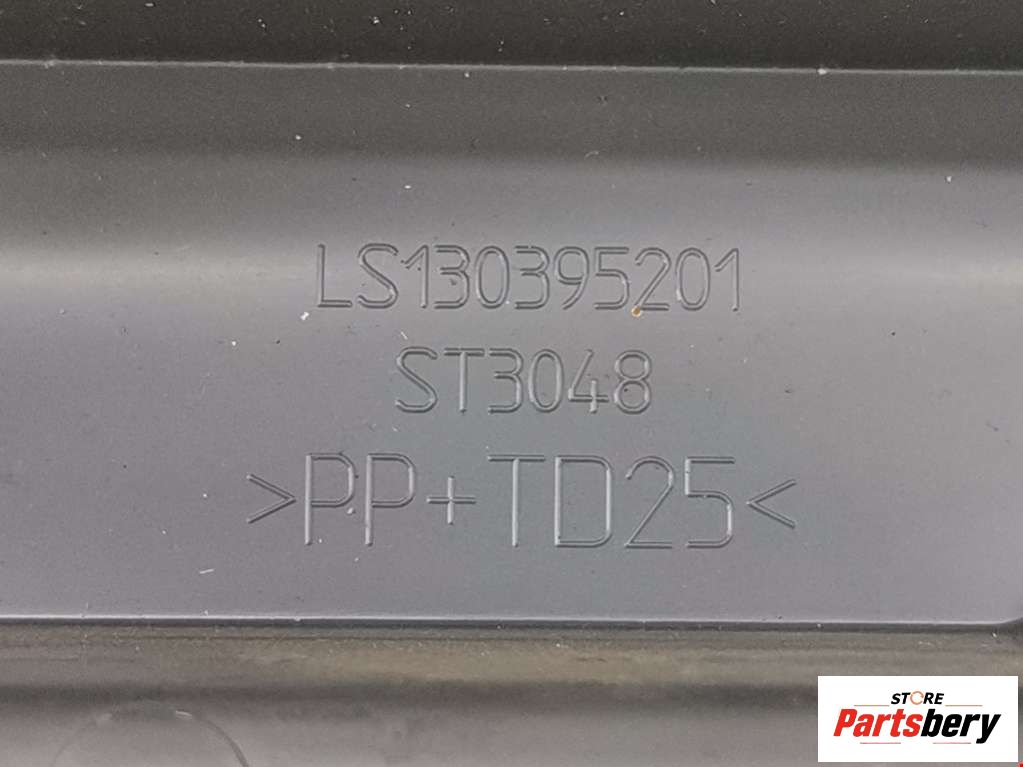 LS130395201
ST3048
>PP+TD25<
STORE
Partsbery